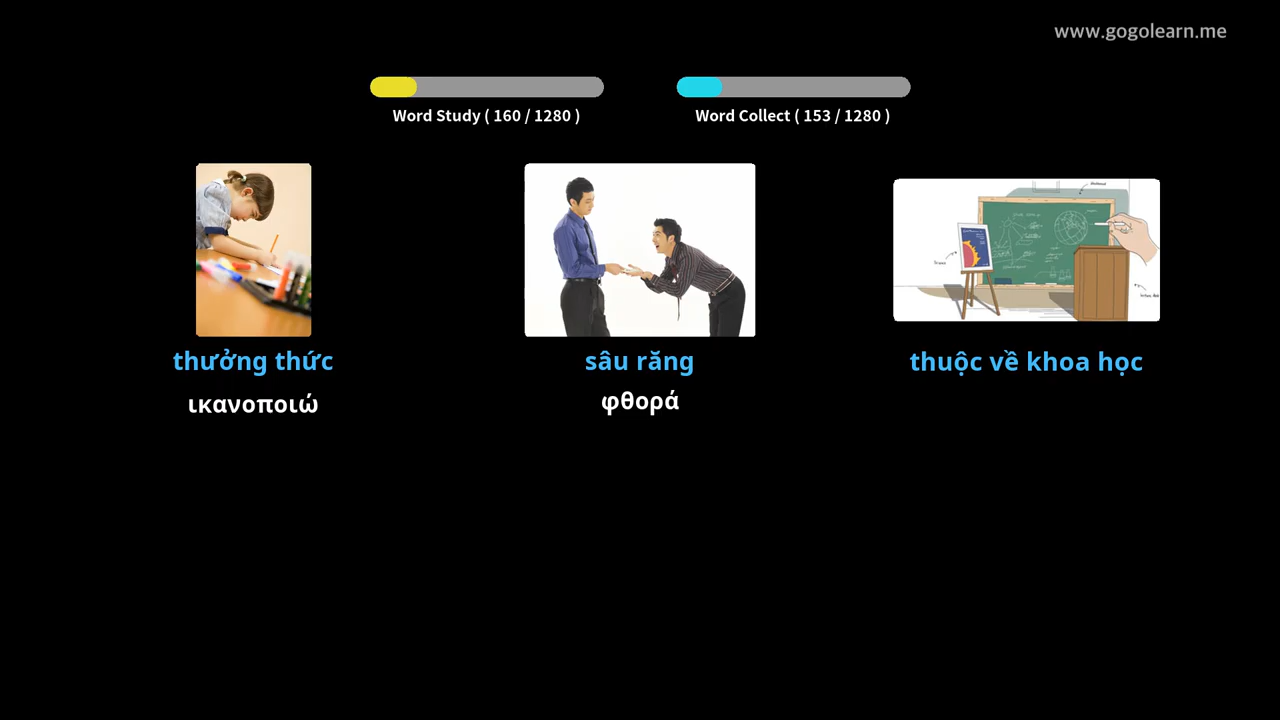 www.gogolearn.me
Word Study ( 160 / 1280 )
Word Collect ( 153 / 1280 )
thưởng thức
sâu răng
thuộc về khoa học
ικανοποιώ
φθορά